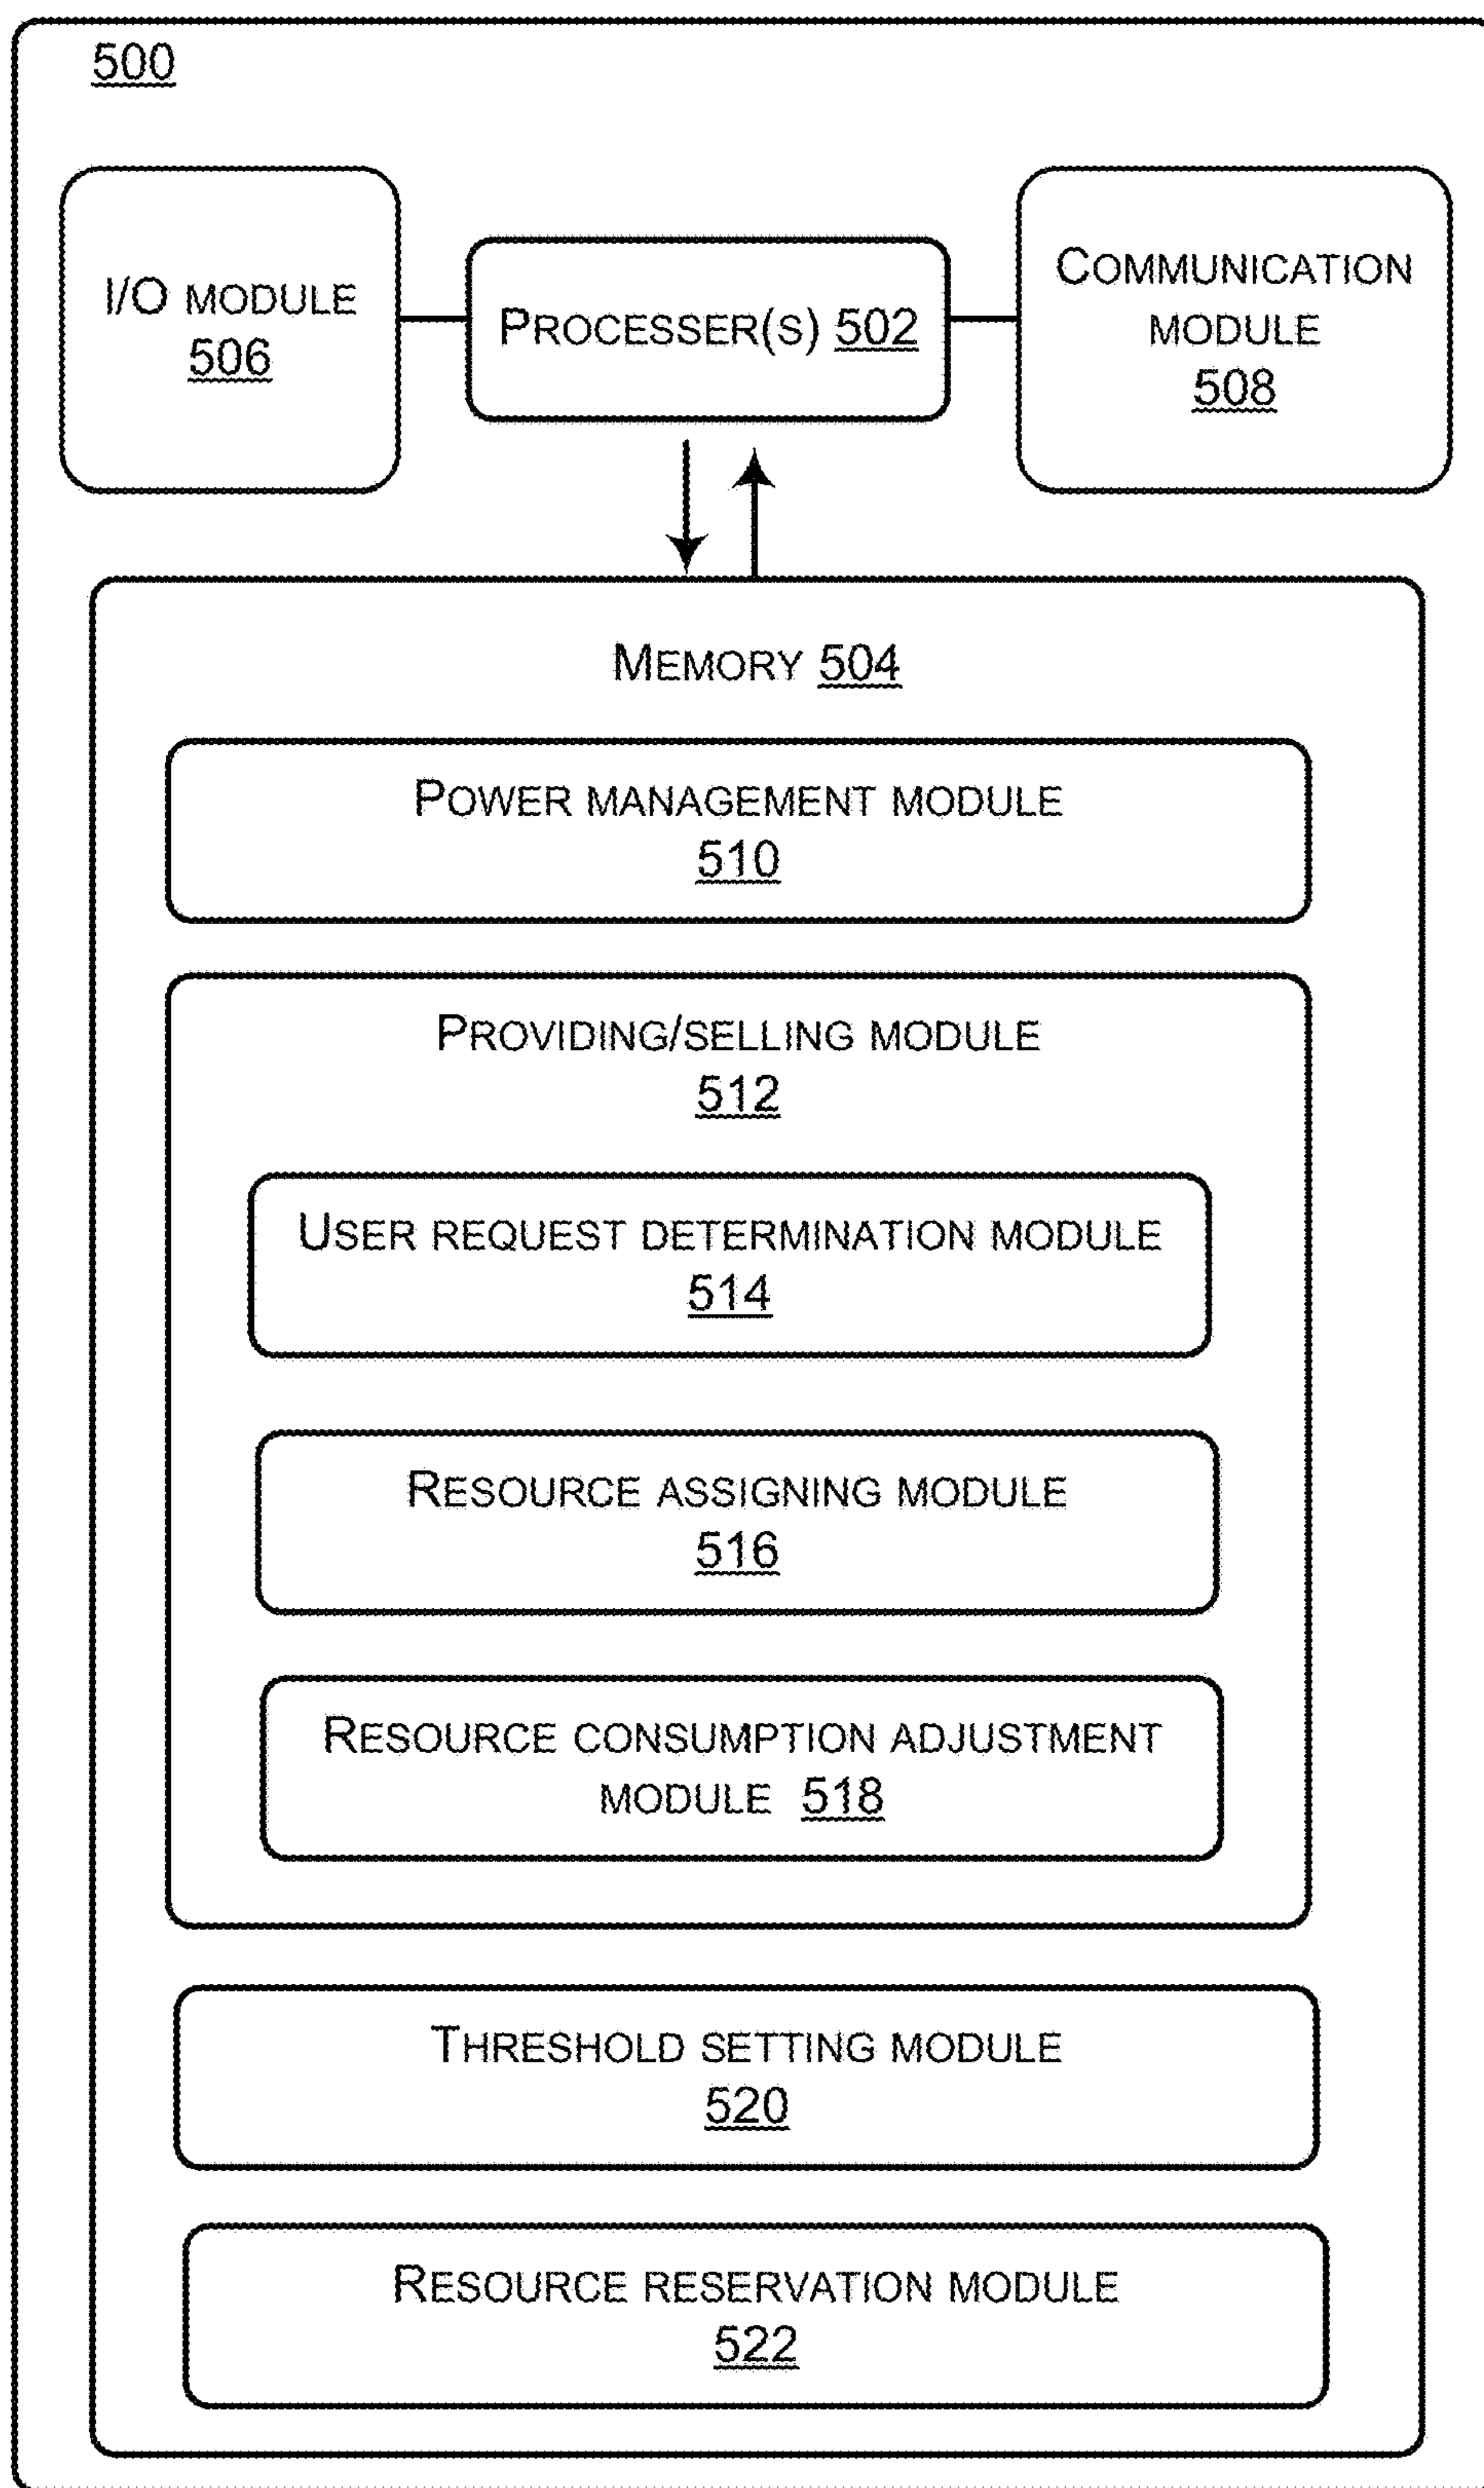 500
I/O MODULE
506
PROCESSER(S) 502
COMMUNICATION
MODULE
508
MEMORY 504
POWER MANAGEMENT MODULE
510
PROVIDING/SELLING MODULE
512
USER REQUEST DETERMINATION MODULE
514
RESOURCE ASSIGNING MODULE
516
RESOURCE CONSUMPTION ADJUSTMENT
MODULE 518
THRESHOLD SETTING MODULE
520
RESOURCE RESERVATION MODULE
522